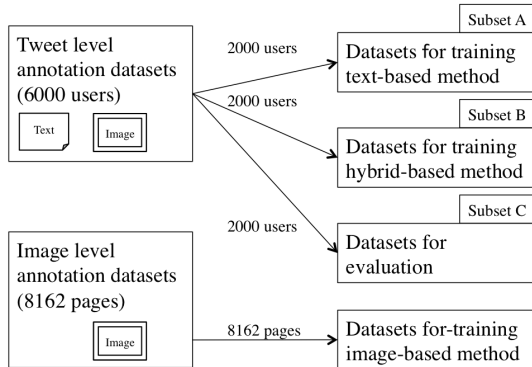 Tweet level
annotation datasets
(6000 users)
Text
Image
2000 users
2000 users
2000 users
Subset A
Datasets for training
text-based method
Subset B
Datasets for training
hybrid-based method
Subset C
Datasets for
evaluation
Image level
annotation datasets
(8162 pages)
Image
8162 pages
Datasets for-training
image-based method